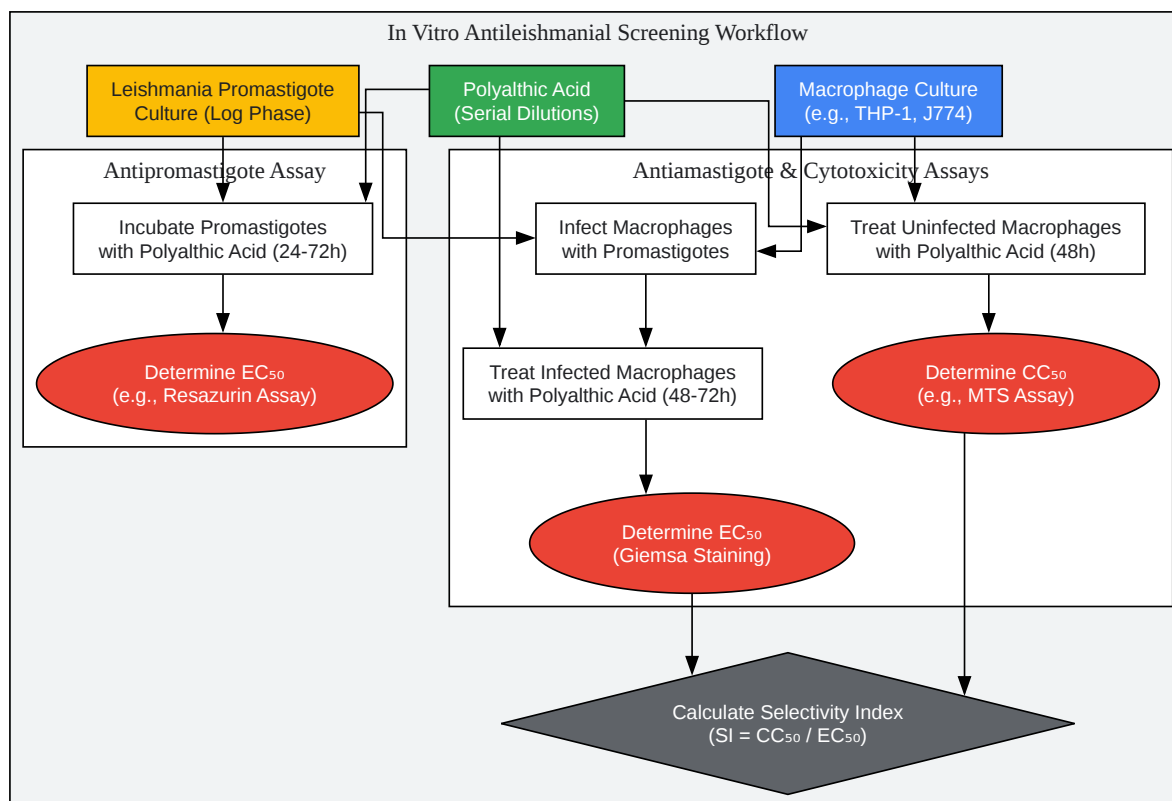 In Vitro Antileishmanial Screening Workflow
Leishmania Promastigote
Culture (Log Phase)
Polyalthic Acid
(Serial Dilutions)
Macrophage Culture
(e.g., THP-1, J774)
Antipromastigote Assay
Antiamastigote & Cytotoxicity Assays
Incubate Promastigotes
with Polyalthic Acid (24-72h)
Infect Macrophages
with Promastigotes
Treat Uninfected Macrophages
with Polyalthic Acid (48h)
Determine EC₅₀
(e.g., Resazurin Assay)
Treat Infected Macrophages
with Polyalthic Acid (48-72h)
Determine CC₅₀
(e.g., MTS Assay)
Determine EC₅₀
(Giemsa Staining)
Calculate Selectivity Index
(SI = CC₅₀ / EC₅₀)